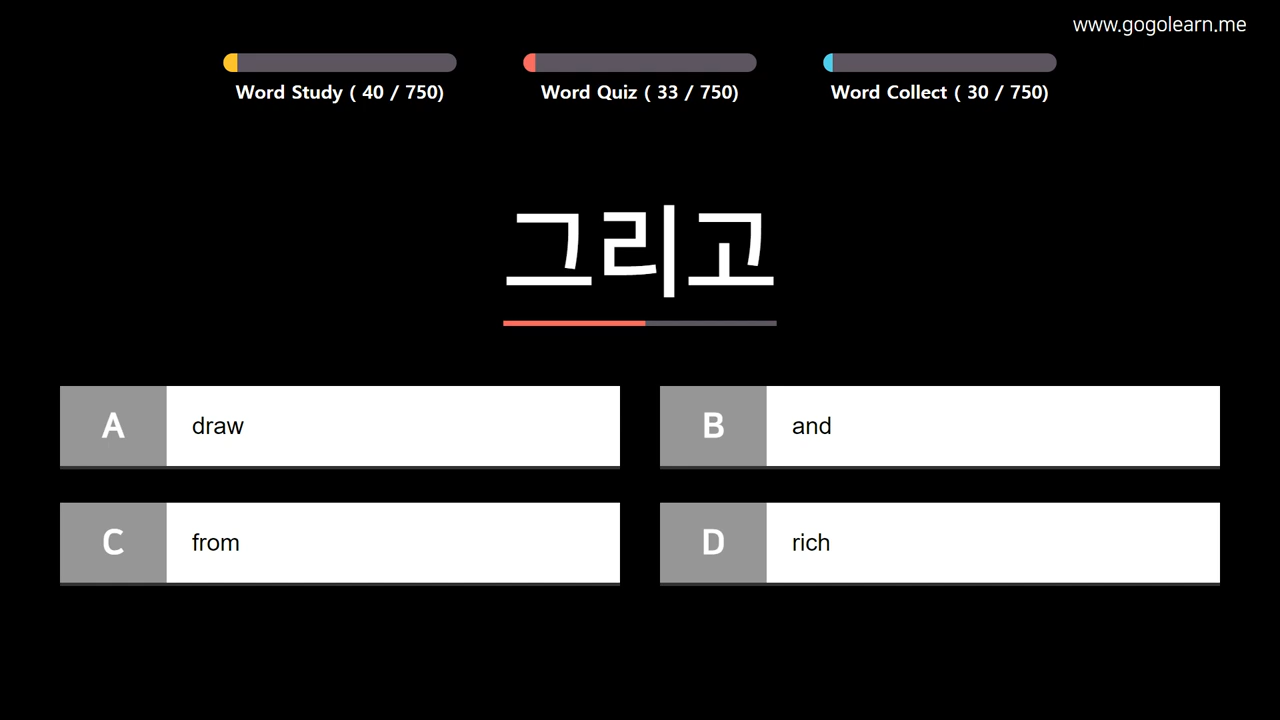 www.gogolearn.me
Word Study ( 40 / 750)
Word Quiz ( 33 / 750)
Word Collect ( 30 / 750)
그리고
A draw
B and
C from
D rich